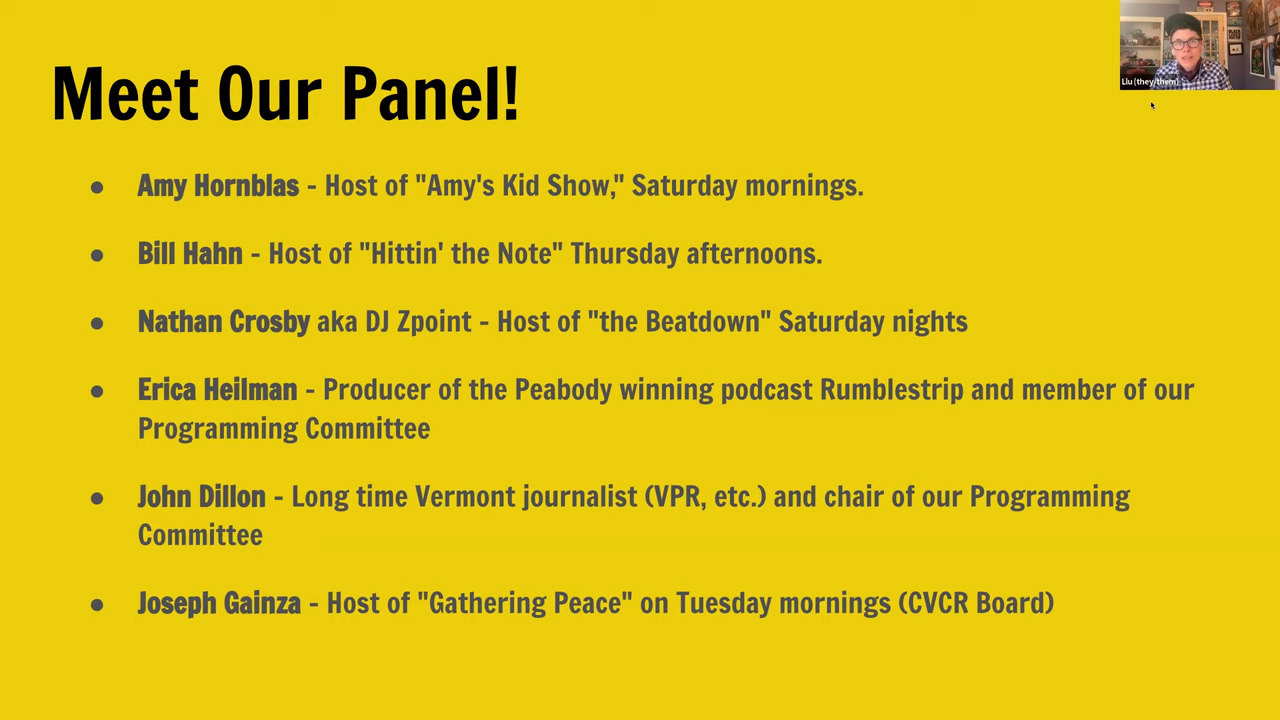 Meet Our Panel!
Llu (they/them)
● Amy Hornblas - Host of "Amy's Kid Show," Saturday mornings.
● Bill Hahn - Host of "Hittin' the Note" Thursday afternoons.
● Nathan Crosby aka DJ Zpoint - Host of "the Beatdown" Saturday nights
● Erica Heilman - Producer of the Peabody winning podcast Rumblestrip and member of our
Programming Committee
● John Dillon - Long time Vermont journalist (VPR, etc.) and chair of our Programming
Committee
● Joseph Gainza - Host of "Gathering Peace" on Tuesday mornings (CVCR Board)